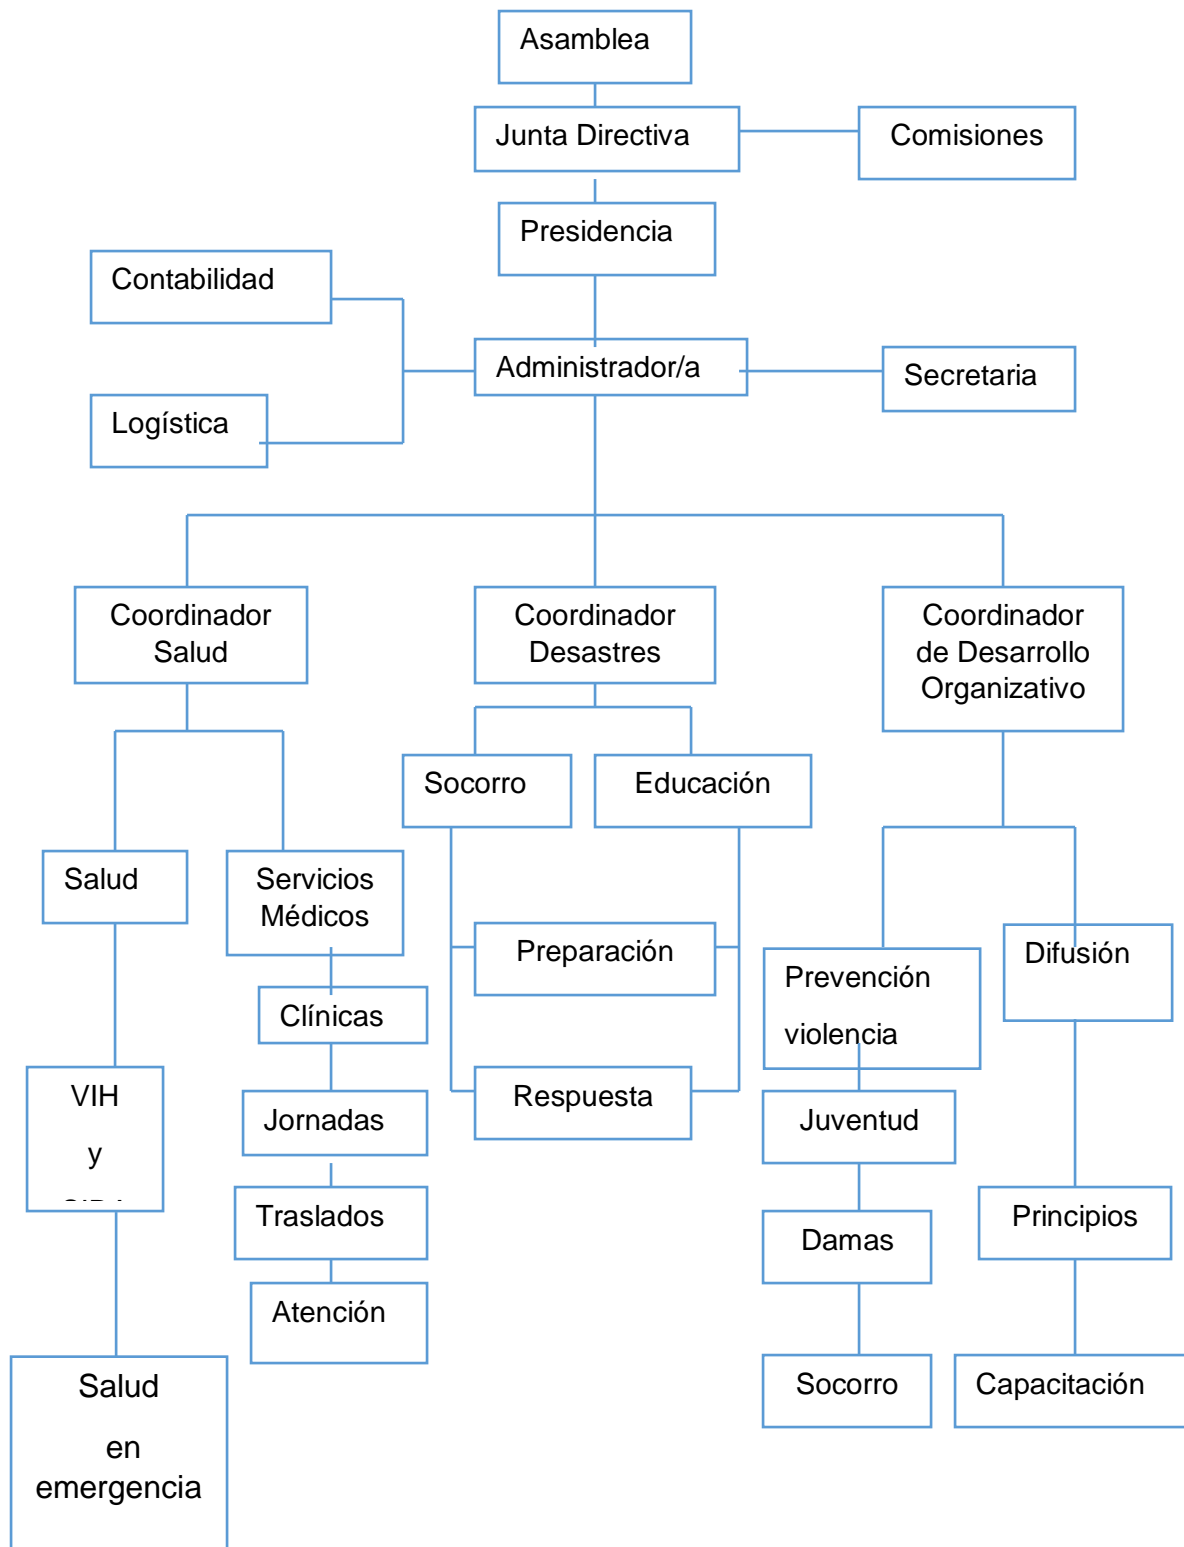 Asamblea
Junta Directiva
Comisiones
Presidencia
Contabilidad
Administrador/a
Secretaria
Logística
Coordinador
Salud
Coordinador
Desastres
Coordinador
de Desarrollo
Organizativo
Socorro
Educación
Salud
Servicios
Médicos
Preparación
Prevención
violencia
Difusión
Clínicas
VIH
y
Respuesta
Jornadas
Juventud
Traslados
Principios
Damas
Atención
Salud
en
emergencia
Socorro
Capacitación